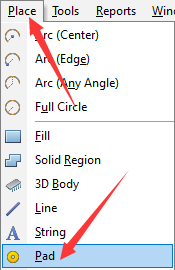 Place Tools Reports Window
Arc (Center)
Arc (Edge)
Arc (Any Angle)
Full Circle
Fill
Solid Region
3D Body
Line
String
Pad